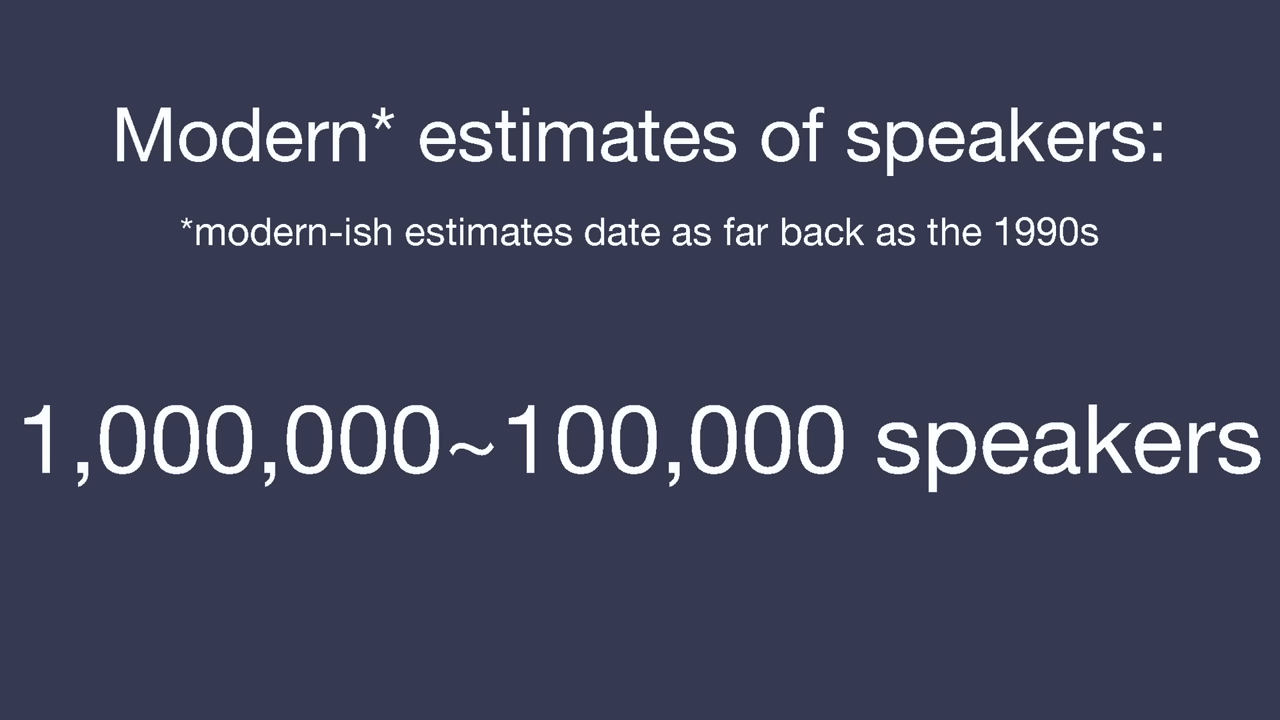 Modern* estimates of speakers:
*modern-ish estimates date as far back as the 1990s
1,000,000~100,000 speakers